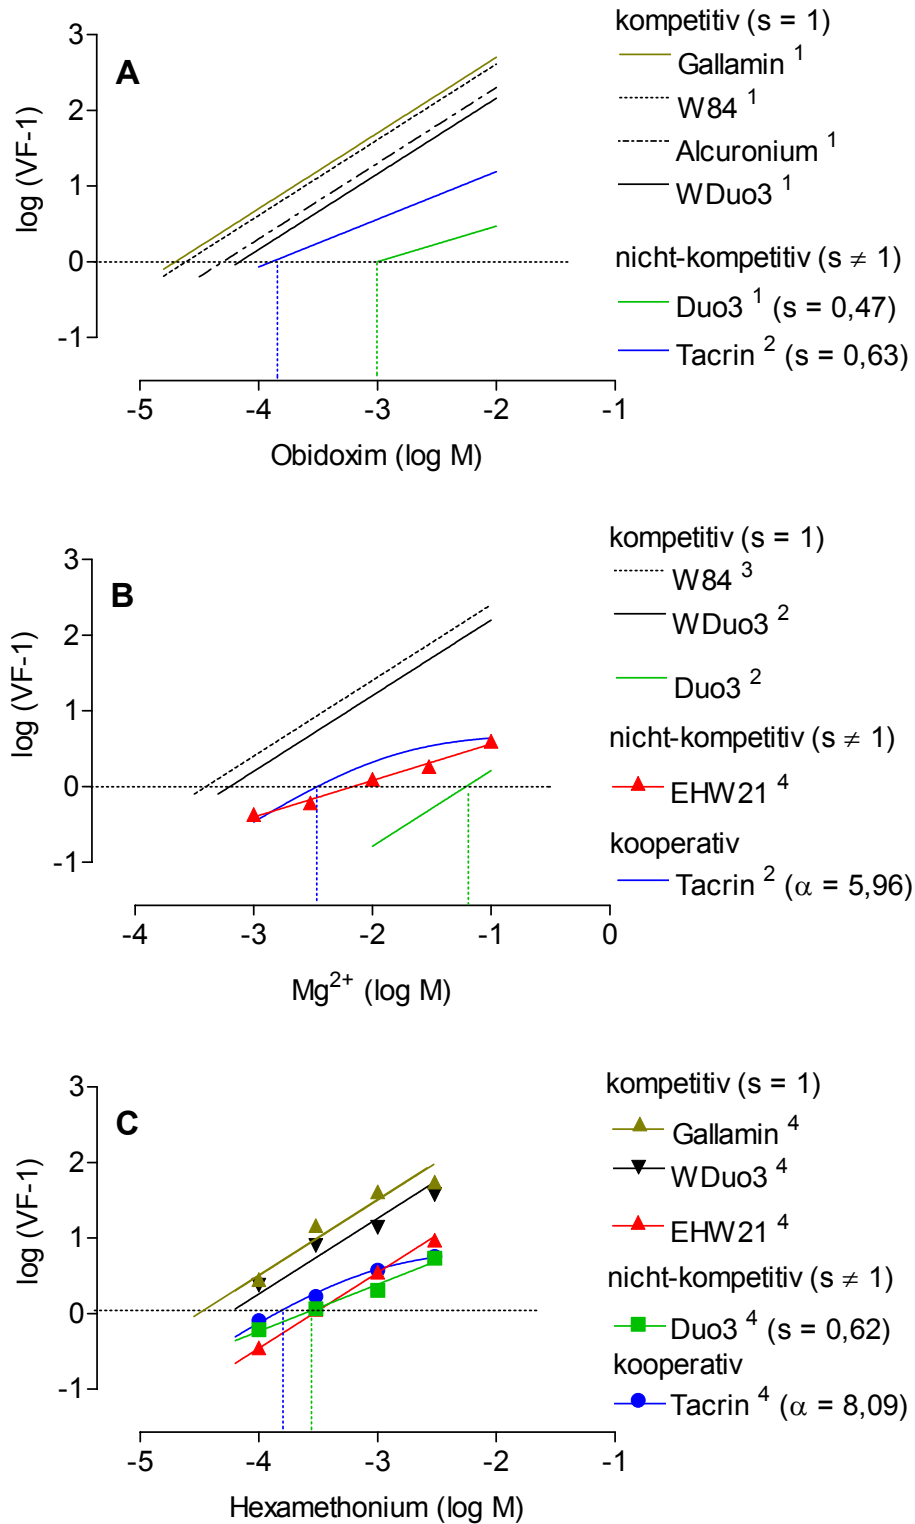 A
log (VF-1)
3
2
1
0
-1
-5 -4 -3 -2 -1
Obidoxim (log M)
kompetitiv (s = 1)
Gallamin 1
W84 1
Alcuronium 1
WDuo3 1
nicht-kompetitiv (s ≠ 1)
Duo3 1 (s = 0,47)
Tacrin 2 (s = 0,63)
B
log (VF-1)
3
2
1
0
-1
-4 -3 -2 -1 0
Mg2+ (log M)
kompetitiv (s = 1)
W84 3
WDuo3 2
Duo3 2
nicht-kompetitiv (s ≠ 1)
EHW21 4
kooperativ
Tacrin 2 (α = 5,96)
C
log (VF-1)
3
2
1
0
-1
-5 -4 -3 -2 -1
Hexamethonium (log M)
kompetitiv (s = 1)
Gallamin 4
WDuo3 4
EHW21 4
nicht-kompetitiv (s ≠ 1)
Duo3 4 (s = 0,62)
kooperativ
Tacrin 4 (α = 8,09)